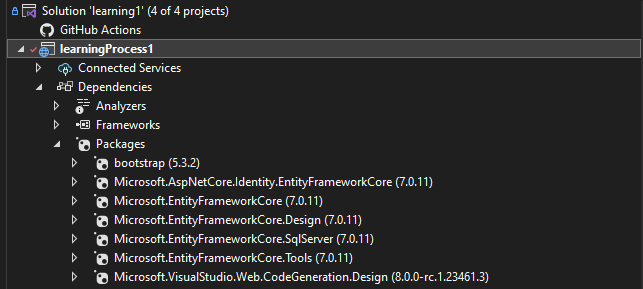 Solution 'learning1' (4 of 4 projects)
GitHub Actions
learningProcess1
Connected Services
Dependencies
Analyzers
Frameworks
Packages
bootstrap (5.3.2)
Microsoft.AspNetCore.Identity.EntityFrameworkCore (7.0.11)
Microsoft.EntityFrameworkCore (7.0.11)
Microsoft.EntityFrameworkCore.Design (7.0.11)
Microsoft.EntityFrameworkCore.SqlServer (7.0.11)
Microsoft.EntityFrameworkCore.Tools (7.0.11)
Microsoft.VisualStudio.Web.CodeGeneration.Design (8.0.0-rc.1.23461.3)